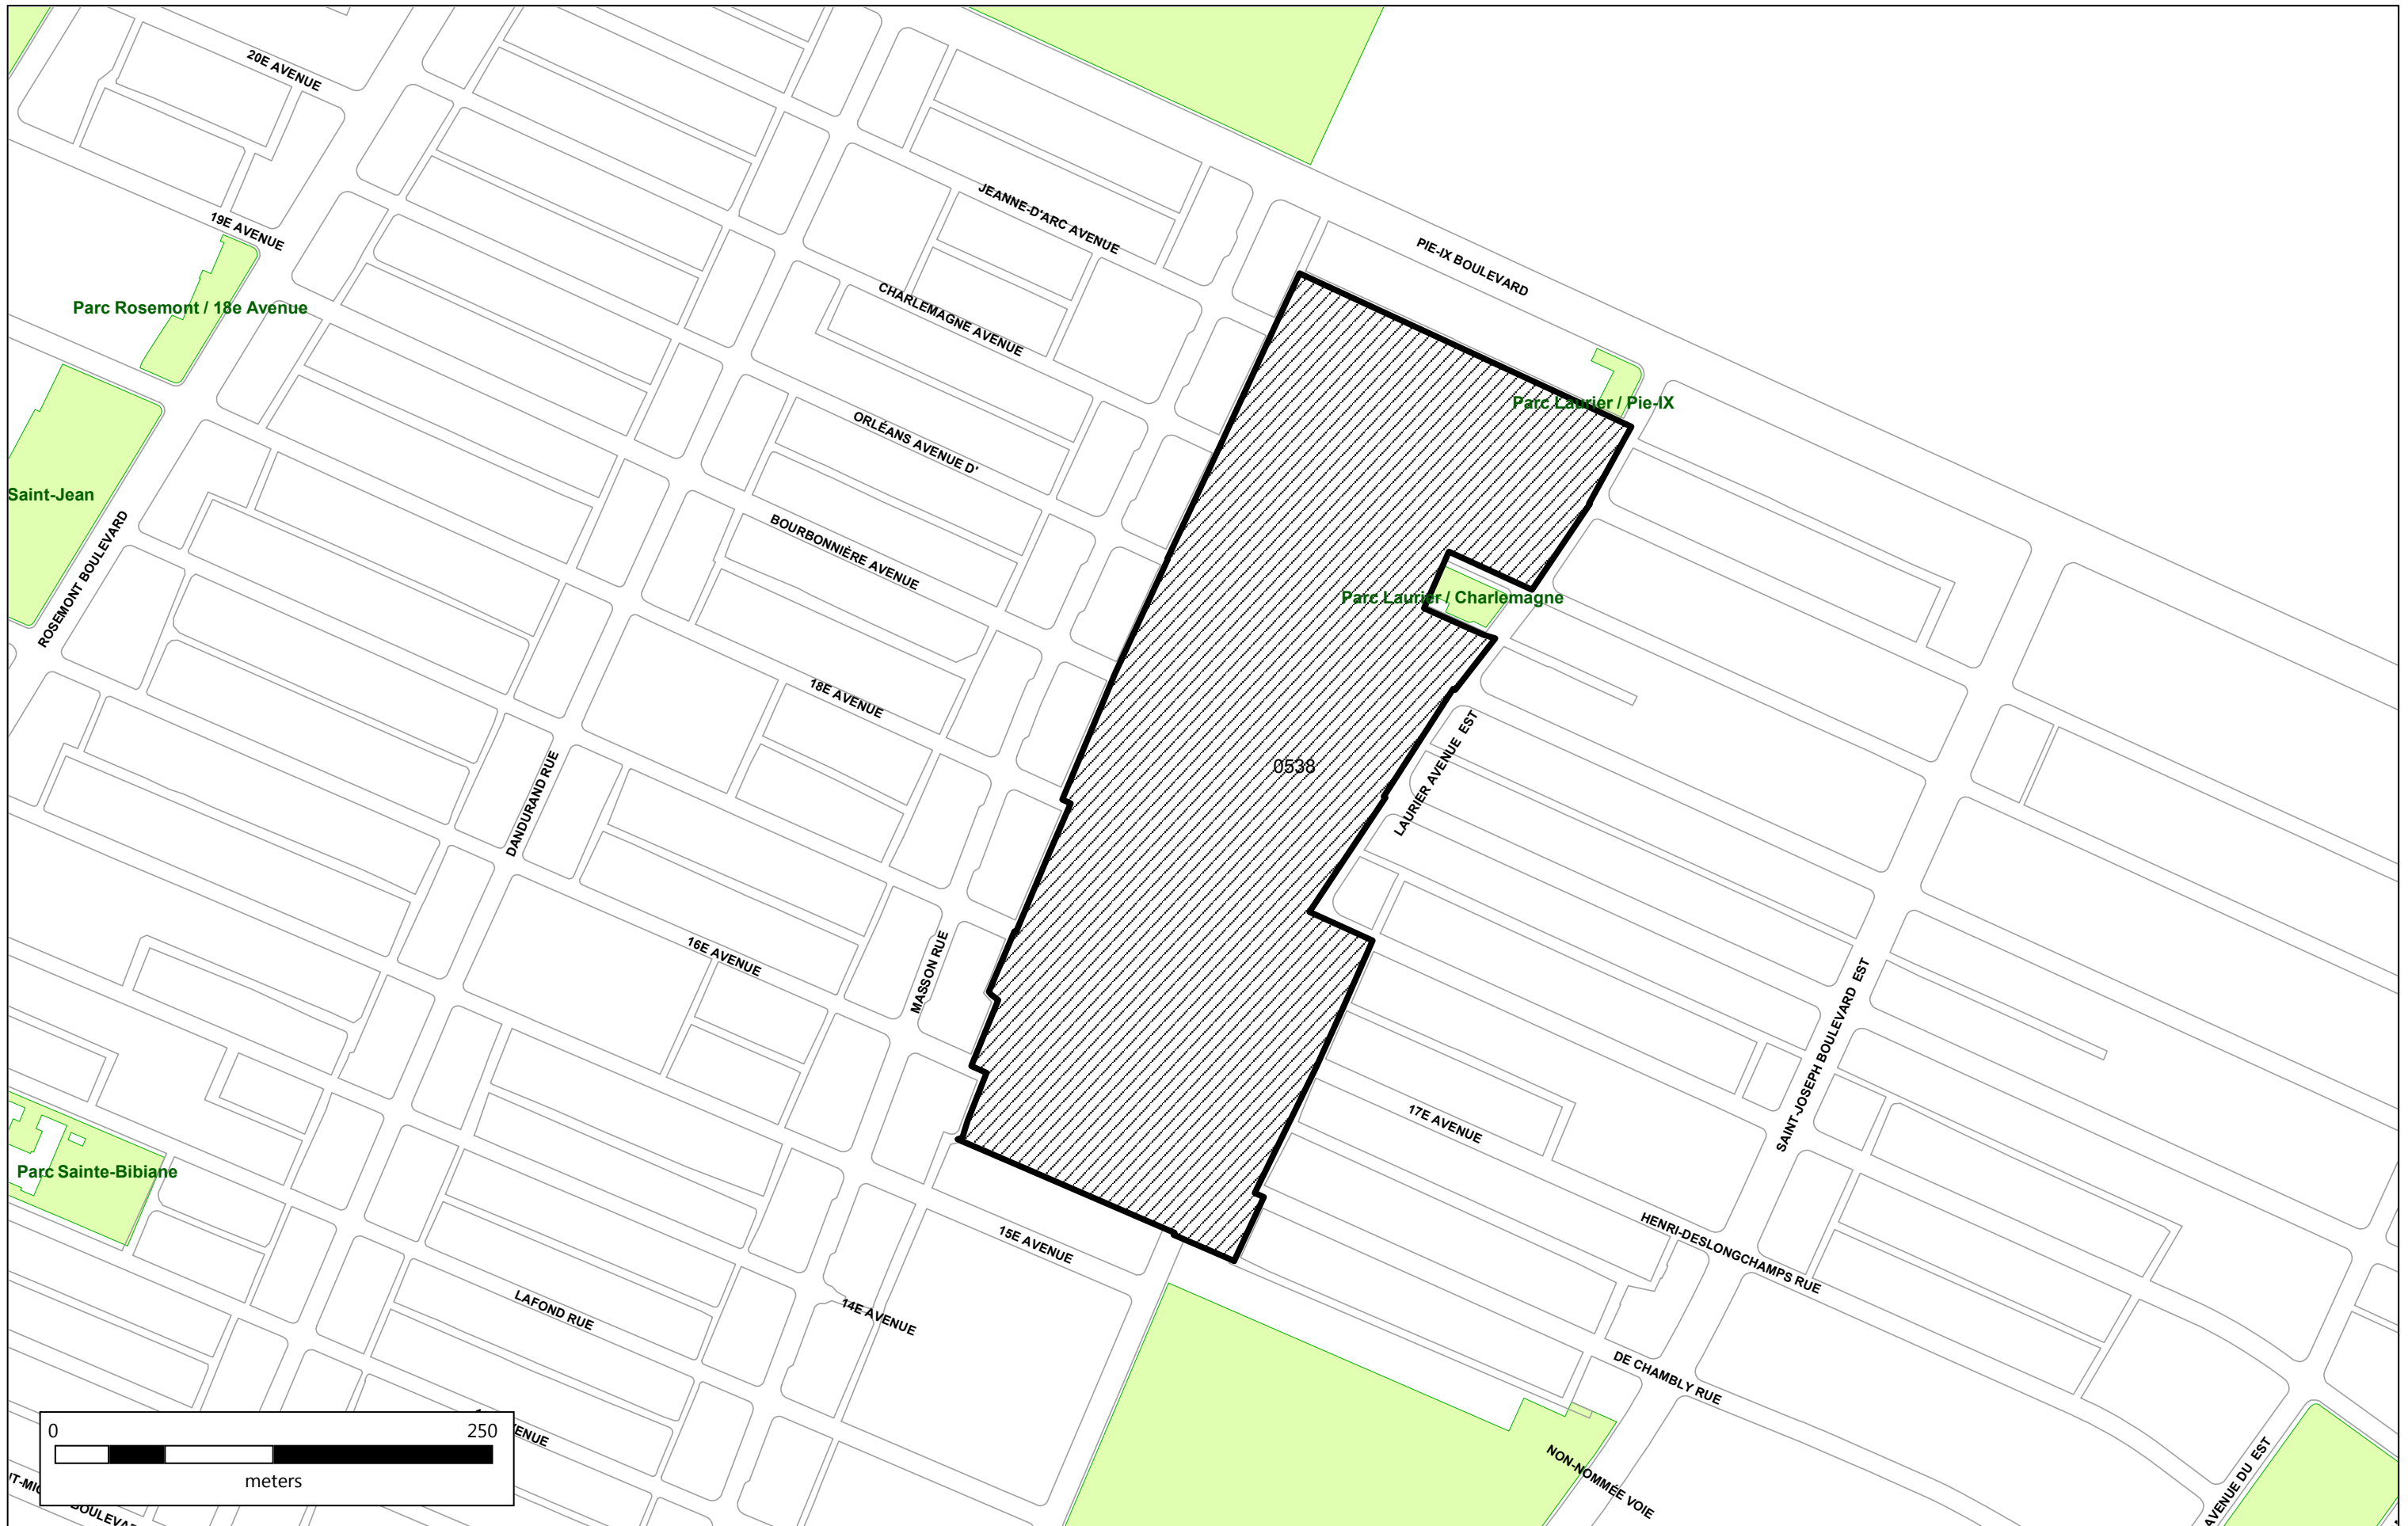 20E AVENUE
19E AVENUE
JEANNE-D'ARC AVENUE
PIE-IX BOULEVARD
Parc Rosemont / 18e Avenue
CHARLEMAGNE AVENUE
Parc Laurier / Pie-IX
ORLÉANS AVENUE D'
Saint-Jean
BOURBONNIÈRE AVENUE
ROSEMONT BOULEVARD
Parc Laurier / Charlemagne
18E AVENUE
0538
LAURIER AVENUE EST
DANDURAND RUE
16E AVENUE
MASSON RUE
SAINT-JOSEPH BOULEVARD EST
17E AVENUE
Parc Sainte-Bibiane
15E AVENUE
HENRI-DESLONGCHAMPS RUE
LAFOND RUE
14E AVENUE
DE CHAMBLY RUE
ENUE
0 250
meters
NON-NOMMÉE VOIE
AVENUE DU EST